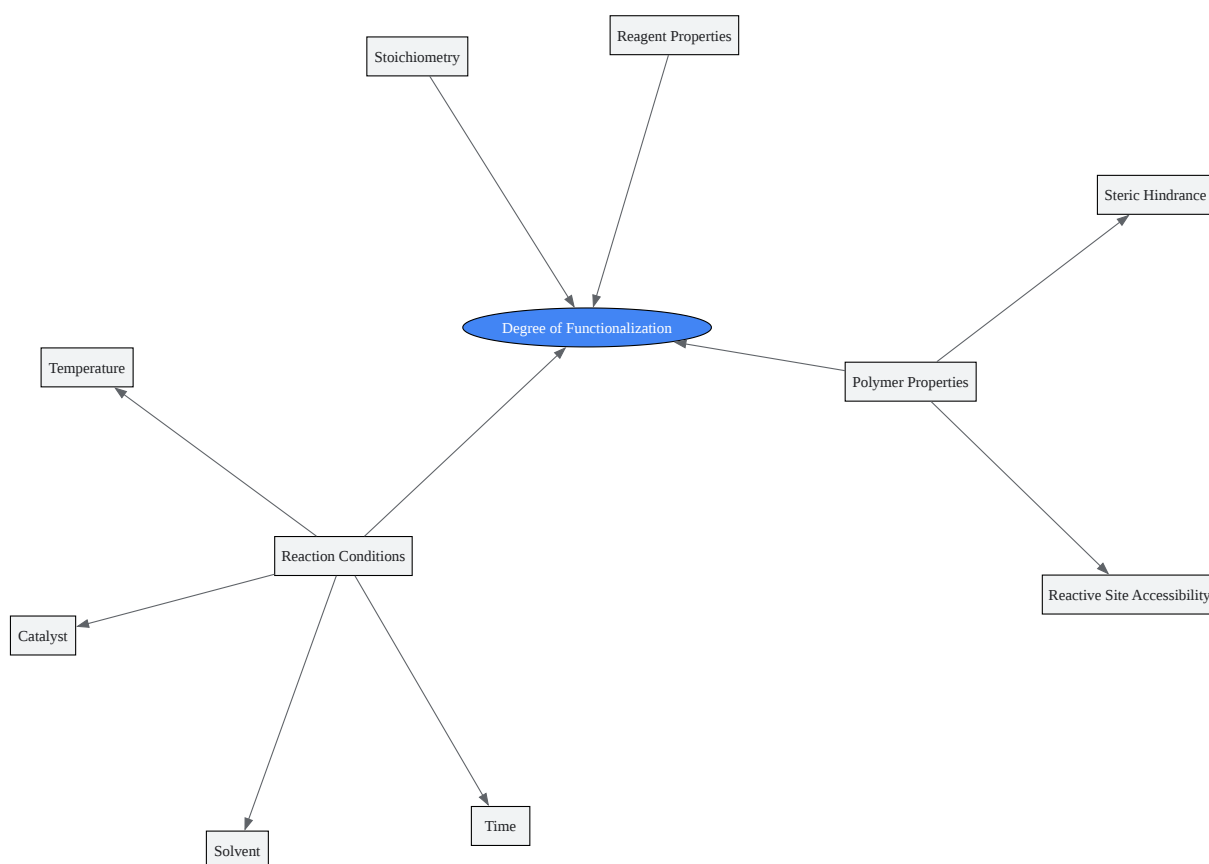 Reagent Properties
Stoichiometry
Steric Hindrance
Degree of Functionalization
Temperature
Polymer Properties
Reaction Conditions
Reactive Site Accessibility
Catalyst
Time
Solvent